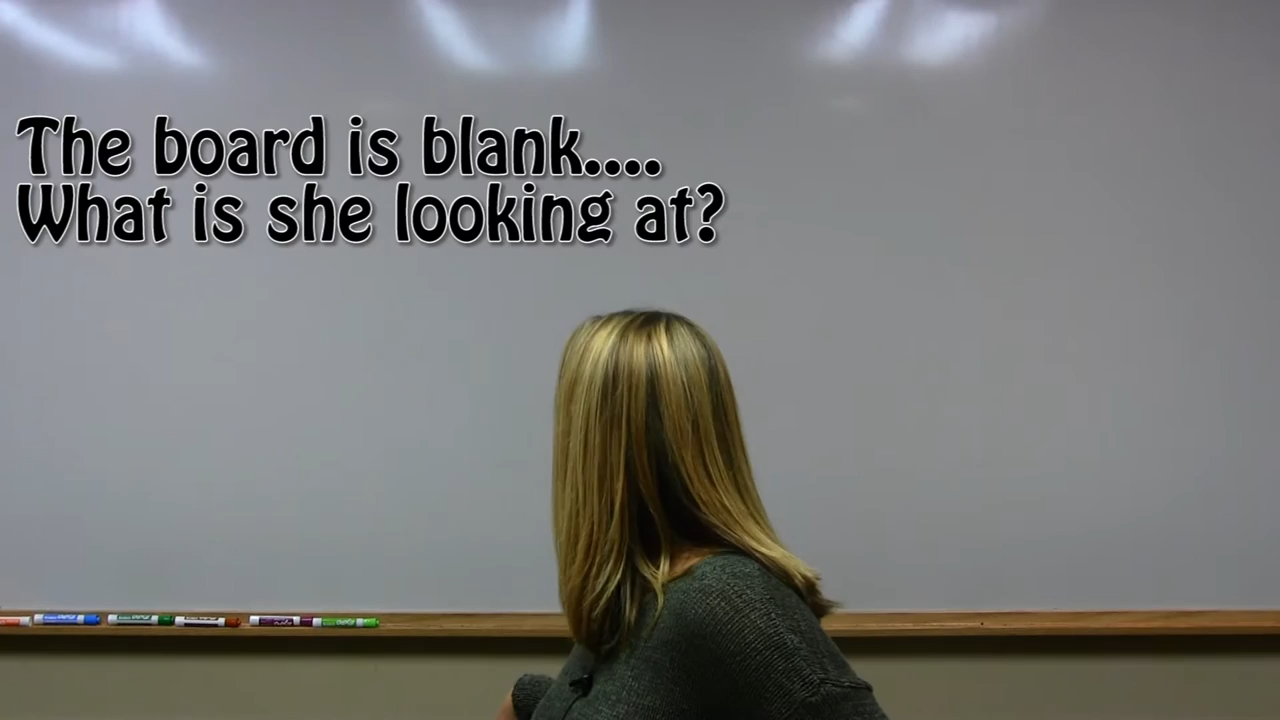 The board is blank....
What is she looking at?